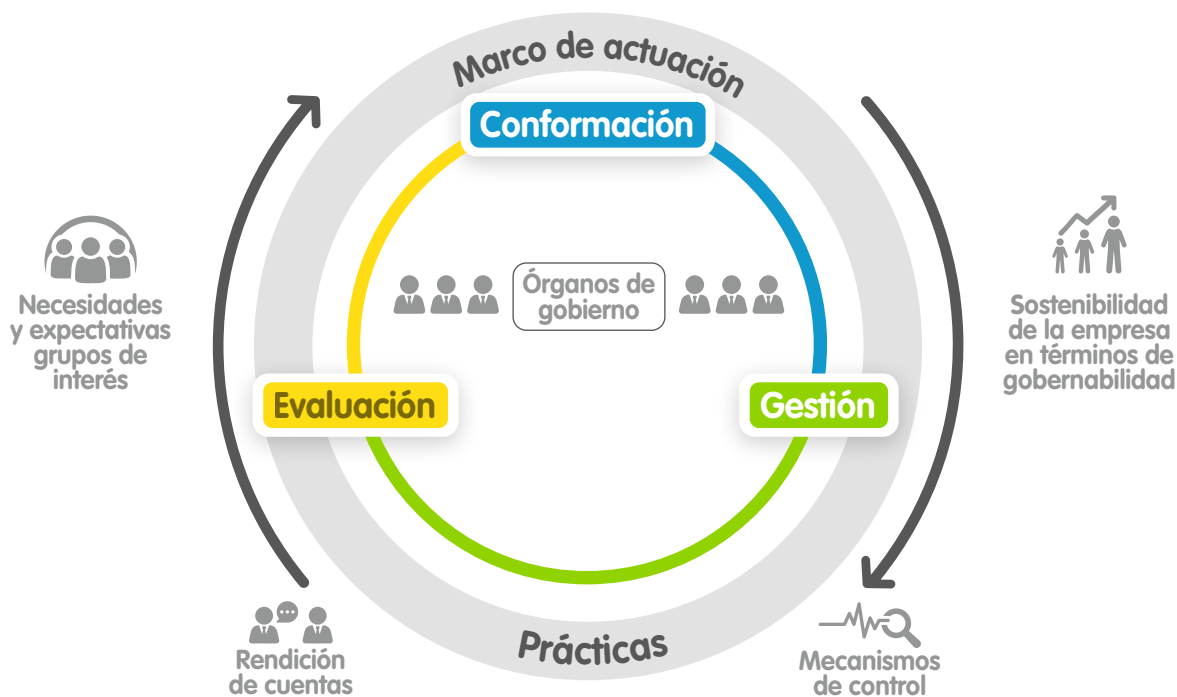 Marco de actuación
Conformación
Órganos de
gobierno
Necesidades
y expectativas
grupos de
interés
Sostenibilidad
de la empresa
en términos de
gobernabilidad
Evaluación
Gestión
Prácticas
Rendición
de cuentas
Mecanismos
de control